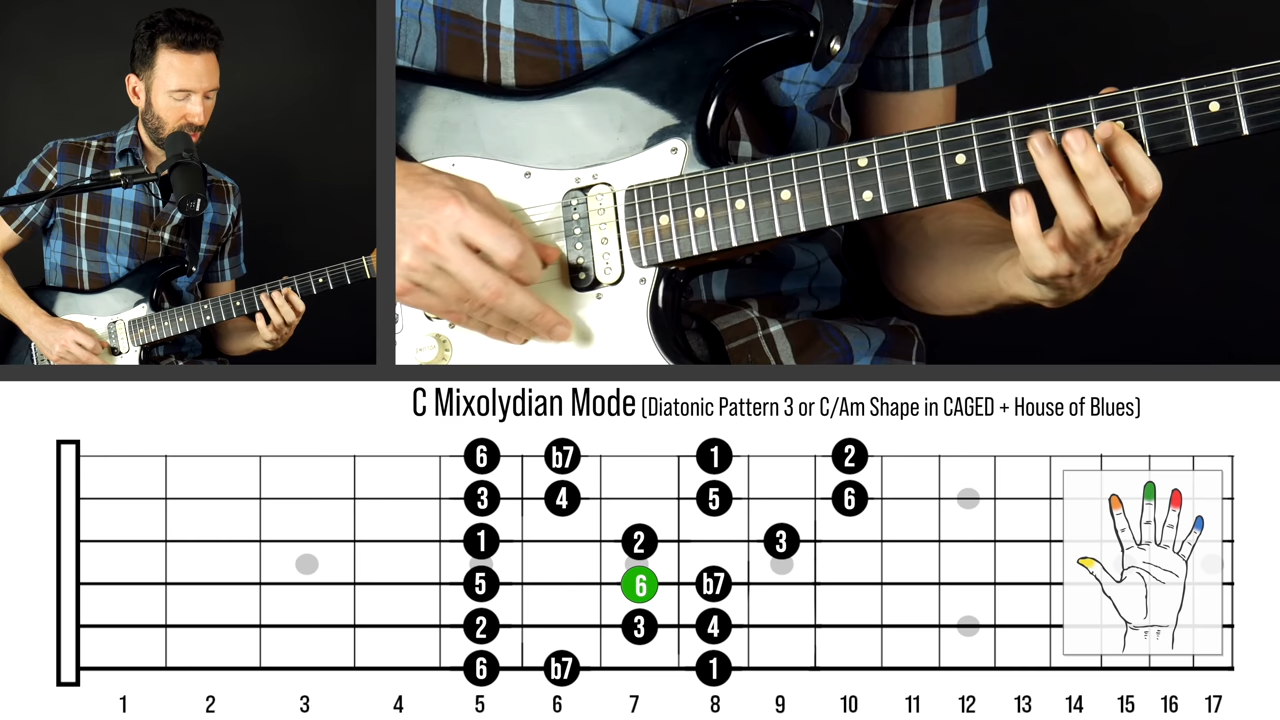 C Mixolydian Mode (Diatonic Pattern 3 or C/Am Shape in CAGED + House of Blues)
6 b7 1 2
3 4 5 6
1 2 3
5 6 b7
2 3 4
6 b7 1
1 2 3 4 5 6 7 8 9 10 11 12 13 14 15 16 17